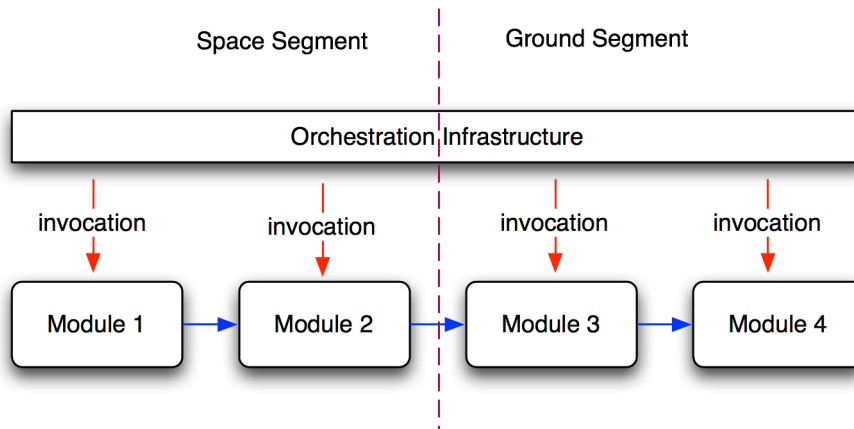 Space Segment
Ground Segment
Orchestration Infrastructure
invocation
invocation
invocation
invocation
Module 1
Module 2
Module 3
Module 4